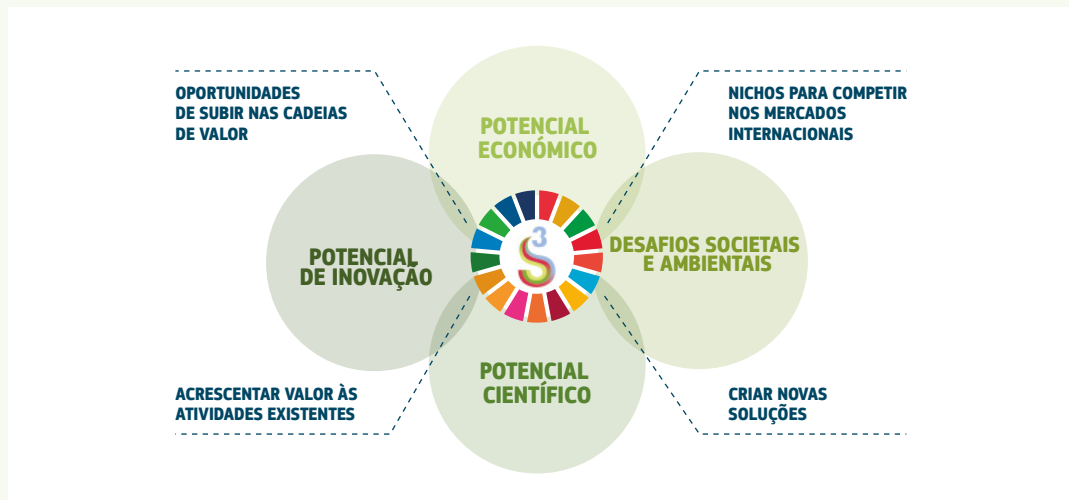 OPORTUNIDADES
DE SUBIR NAS CADEIAS
DE VALOR
POTENCIAL
ECONÓMICO
NICHOS PARA COMPETIR
NOS MERCADOS
INTERNACIONAIS
POTENCIAL
DE INOVAÇÃO
S3
DESAFIOS SOCIETAIS
E AMBIENTAIS
POTENCIAL
CIENTÍFICO
ACRESCENTAR VALOR ÀS
ATIVIDADES EXISTENTES
CRIAR NOVAS
SOLUÇÕES